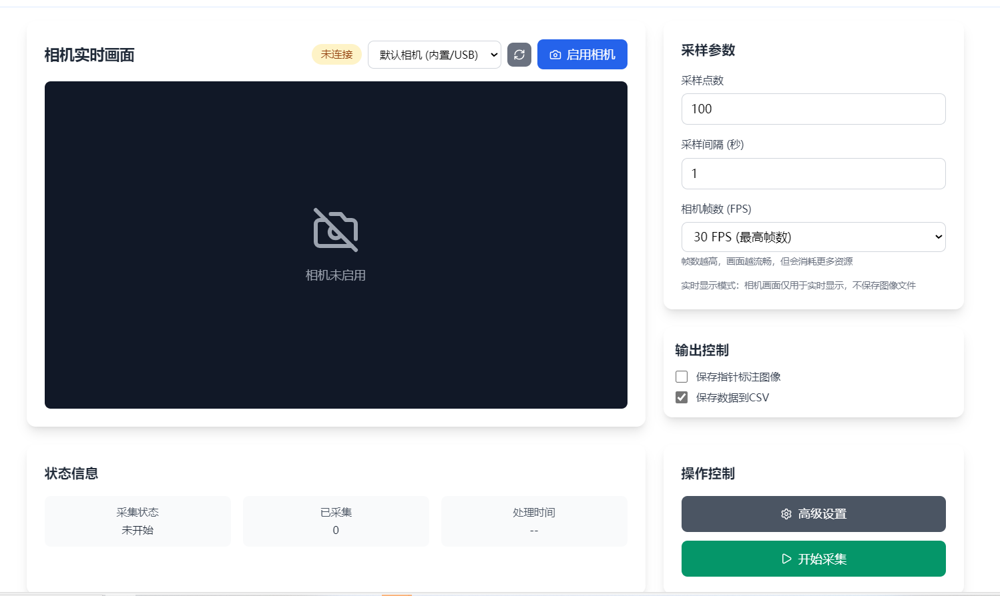 相机实时画面
未连接
默认相机 (内置/USB)
启用相机
相机未启用
采样参数
采样点数
100
采样间隔 (秒)
1
相机帧数 (FPS)
30 FPS (最高帧数)
帧数越高，画面越流畅，但会消耗更多资源
实时显示模式：相机画面仅用于实时显示，不保存图像文件
输出控制
保存指针标注图像
保存数据到CSV
状态信息
采集状态
未开始
已采集
0
处理时间
--
操作控制
高级设置
开始采集